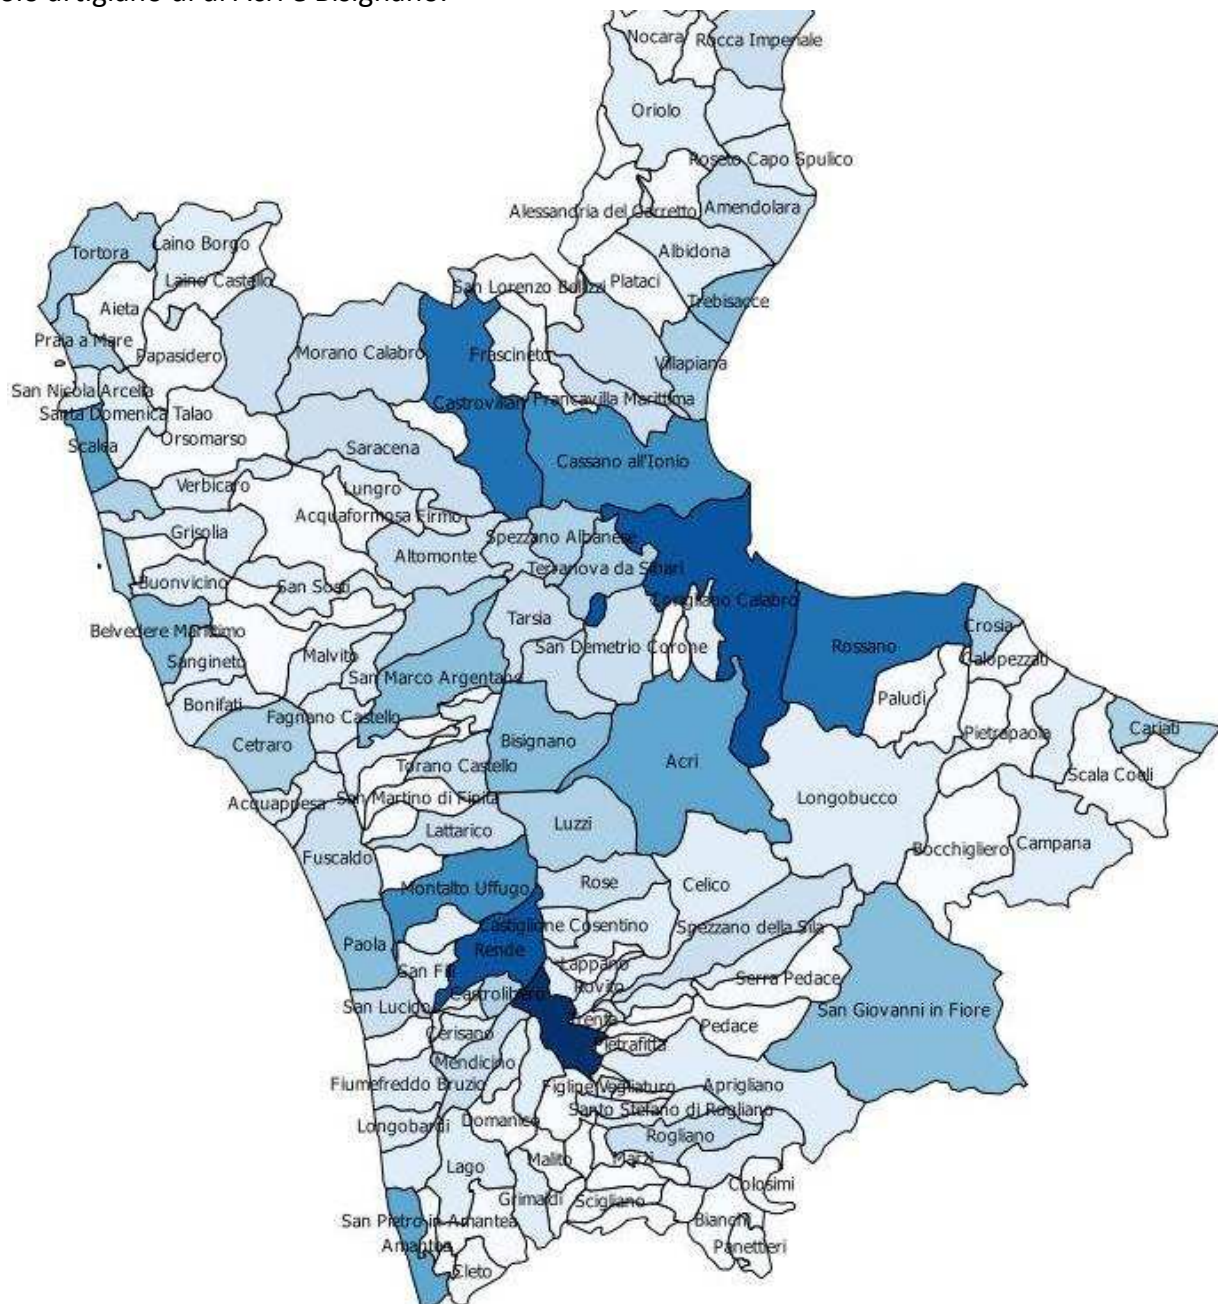 Nocara
Rocca Imperiale
Oriolo
Roseto Capo Spulico
Alessandria del Carretto
Amendolara
Albidona
Tortora
Laino Borgo
Laino Castello
San Lorenzo Bellizzi
Plataci
Trebisacce
Aieta
Praia a Mare
Papasidero
Morano Calabro
Frascineto
Villapiana
San Nicola Arcella
Castrovillari
Francavilla Marittima
Santa Domenica Talao
Scalea
Orsomarso
Saracena
Cassano all'Ionio
Verbicaro
Lungro
Acquaformosa
Firmo
Grisolia
Spezzano Albanese
Altomonte
Terranova da Sibari
Buonvicino
San Sosti
Corigliano Calabro
Tarsia
Belvedere Marittimo
Crosia
San Demetrio Corone
Rossano
Sangineto
Malvito
Calopezzati
San Marco Argentano
Paludi
Bonifati
Fagnano Castello
Cariati
Pietrapaola
Cetraro
Bisignano
Acri
Torano Castello
Scala Coeli
Acquappesa
San Martino di Finita
Longobucco
Luzzi
Lattarico
Campana
Bocchigliero
Fuscaldo
Rose
Celico
Montalto Uffugo
Castiglione Cosentino
Spezzano della Sila
Paola
Rende
Lappano
San Fili
Serra Pedace
Rovito
Castrolibero
San Lucido
San Giovanni in Fiore
Trenta
Pedace
Cerisano
Pietrafitta
Mendicino
Fiumefreddo Bruzio
Figline Vegliaturo
Aprigliano
Santo Stefano di Rogliano
Longobardi
Domanico
Rogliano
Malito
Marzi
Lago
Colosimi
Grimaldi
Scigliano
San Pietro in Amantea
Bianchi
Amantea
Panettieri
Cleto